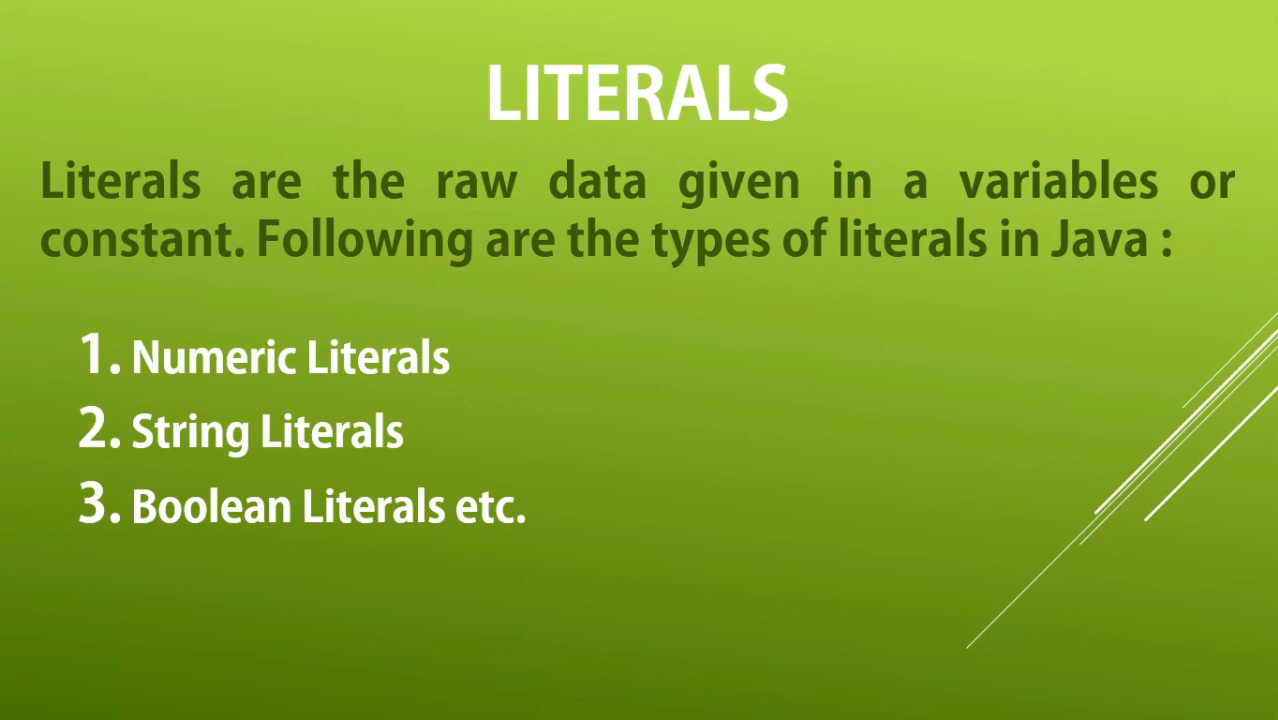 LITERALS
Literals are the raw data given in a variables or
constant. Following are the types of literals in Java :
1. Numeric Literals
2. String Literals
3. Boolean Literals etc.